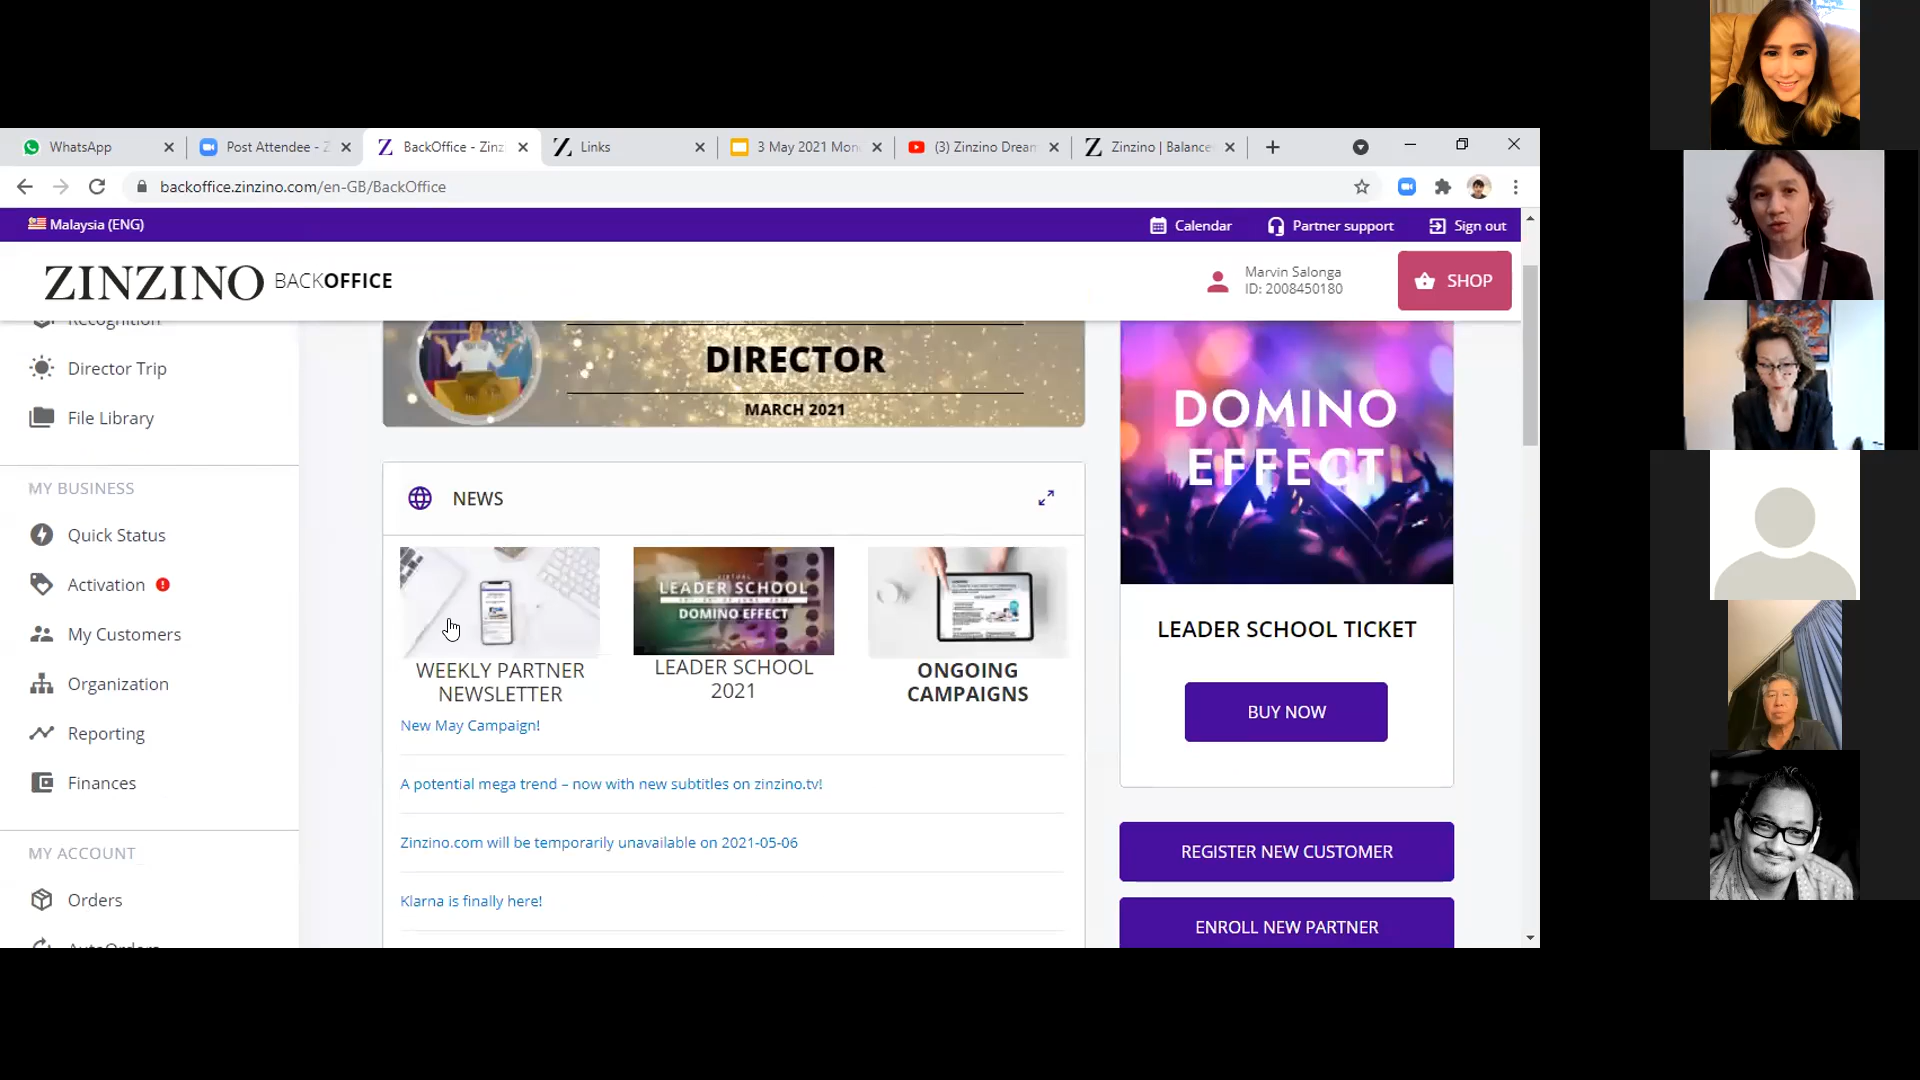 WhatsApp
Post Attendee - Z
BackOffice - Zinz
Links
3 May 2021 Mon
(3) Zinzino Dream
Zinzino | Balance
backoffice.zinzino.com/en-GB/BackOffice
Malaysia (ENG)
Calendar
Partner support
Sign out
ZINZINO BACKOFFICE
Marvin Salonga
ID: 2008450180
SHOP
Recognition
Director Trip
File Library
MY BUSINESS
Quick Status
Activation
My Customers
Organization
Reporting
Finances
MY ACCOUNT
Orders
AutoOrders
DIRECTOR
MARCH 2021
NEWS
VIRTUAL
LEADER SCHOOL
DOMINO EFFECT
WEEKLY PARTNER
NEWSLETTER
LEADER SCHOOL
2021
ONGOING
CAMPAIGNS
New May Campaign!
A potential mega trend – now with new subtitles on zinzino.tv!
Zinzino.com will be temporarily unavailable on 2021-05-06
Klarna is finally here!
DOMINO
EFFECT
LEADER SCHOOL TICKET
BUY NOW
REGISTER NEW CUSTOMER
ENROLL NEW PARTNER